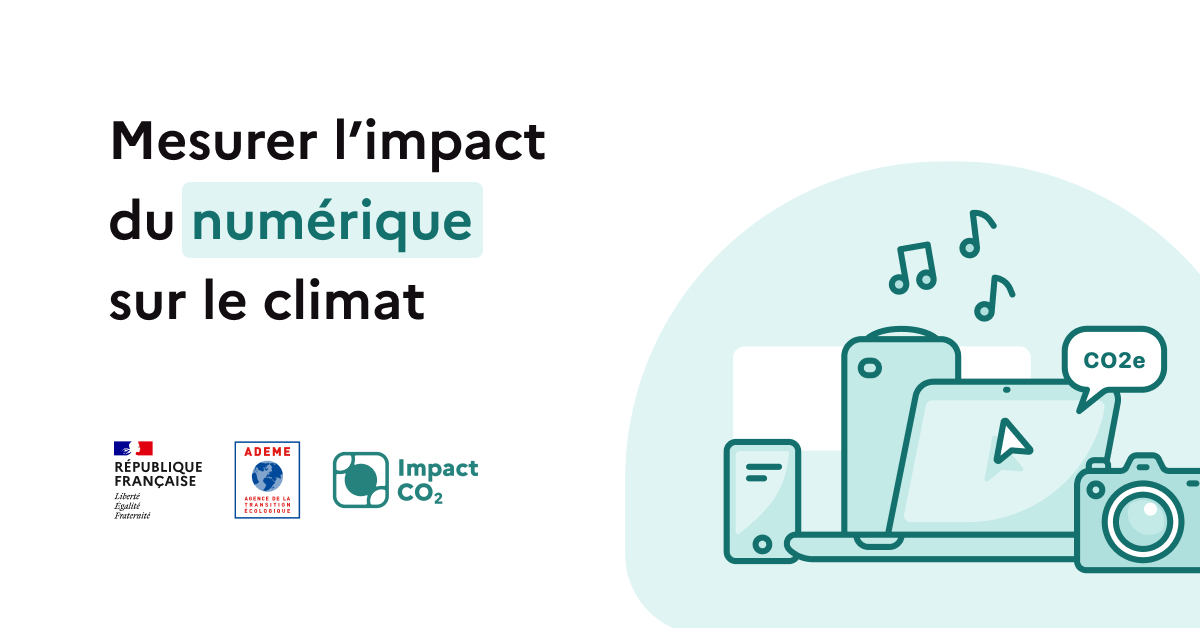 Mesurer l’impact
du numérique
sur le climat
CO2e
RÉPUBLIQUE
FRANÇAISE
Liberté
Égalité
Fraternité
ADEME
AGENCE DE LA
TRANSITION
ÉCOLOGIQUE
Impact
CO₂